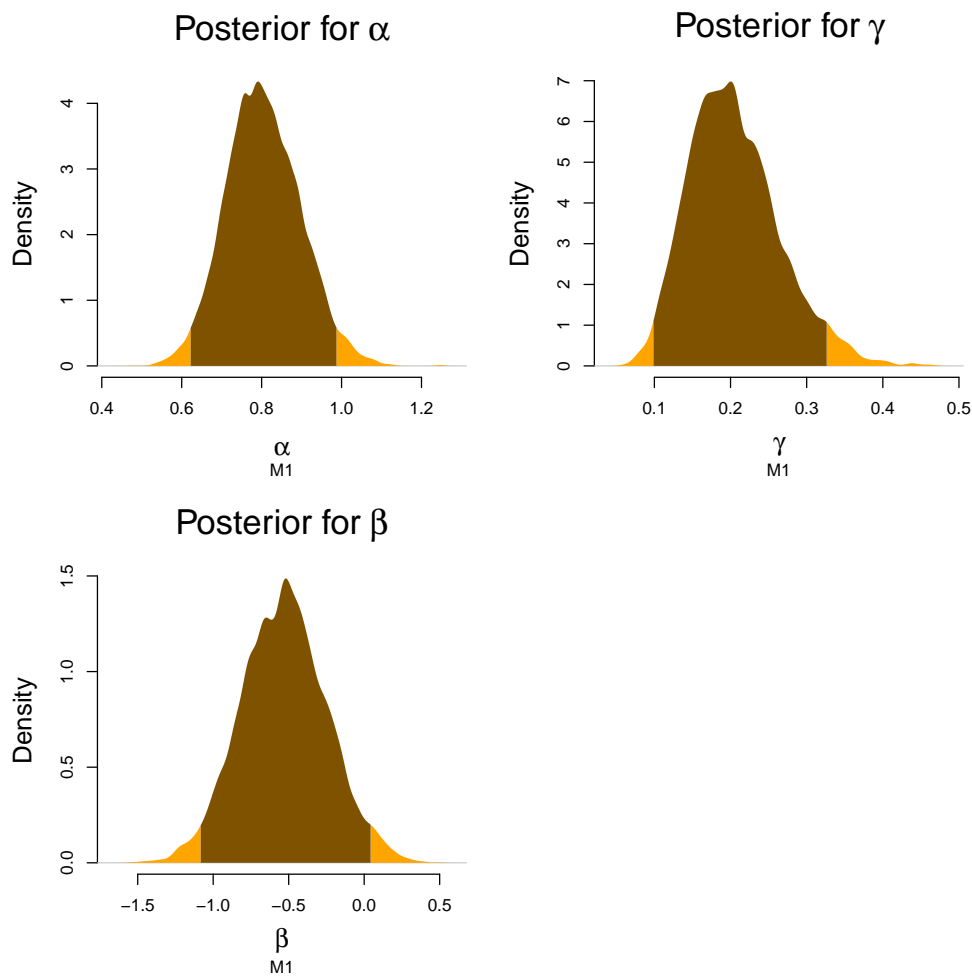 Posterior for α
Density
0
1
2
3
4
0.4 0.6 0.8 1.0 1.2
α
M1
Posterior for γ
Density
0
1
2
3
4
5
6
7
0.1 0.2 0.3 0.4 0.5
γ
M1
Posterior for β
Density
0.0
0.5
1.0
1.5
−1.5 −1.0 −0.5 0.0 0.5
β
M1